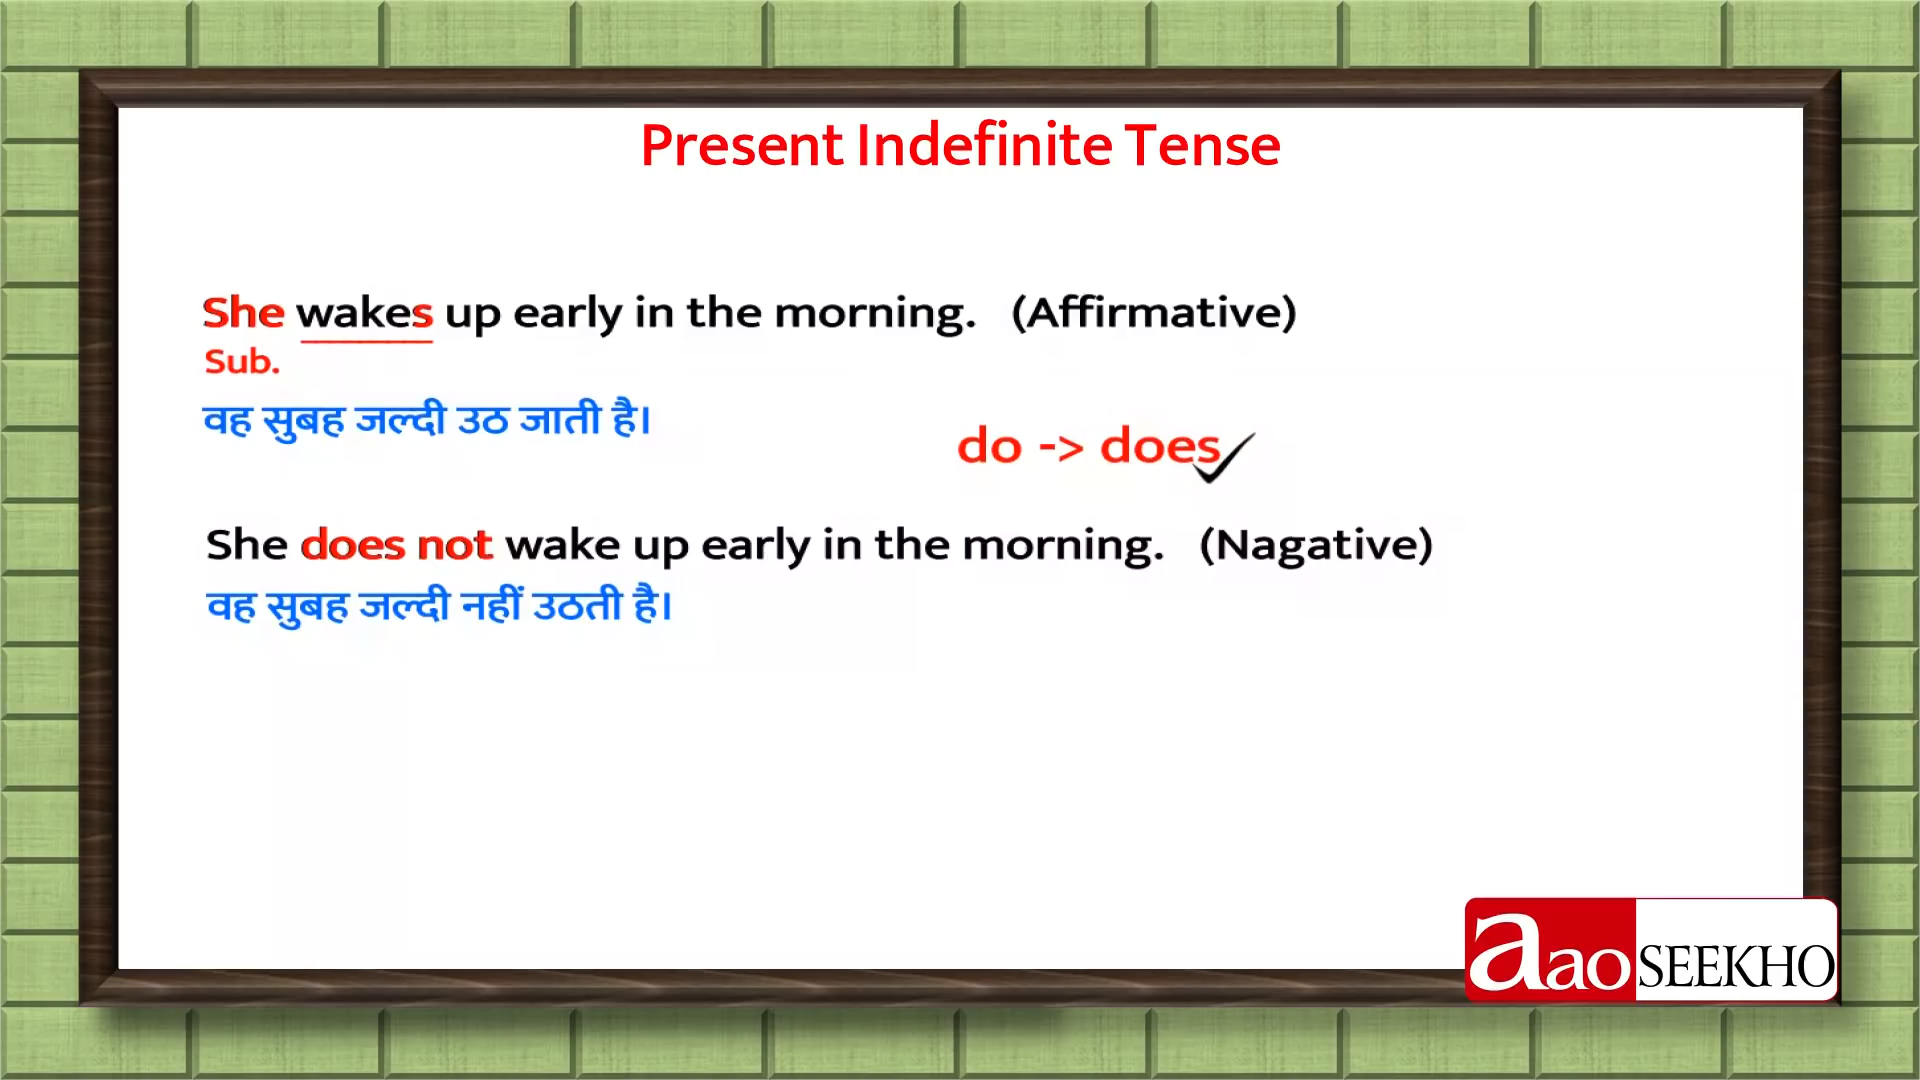 Present Indefinite Tense
She wakes up early in the morning. (Affirmative)
Sub.
वह सुबह जल्दी उठ जाती है।
do -> does
She does not wake up early in the morning. (Nagative)
वह सुबह जल्दी नहीं उठती है।
aao SEEKHO